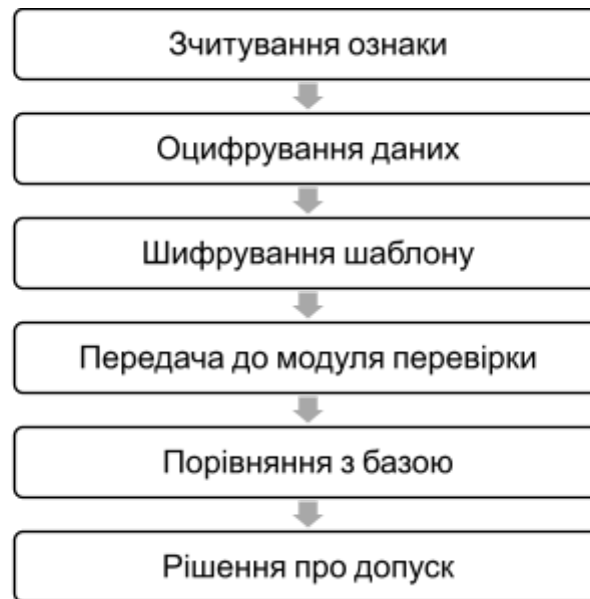 Зчитування ознаки
Оцифрування даних
Шифрування шаблону
Передача до модуля перевірки
Порівняння з базою
Рішення про допуск